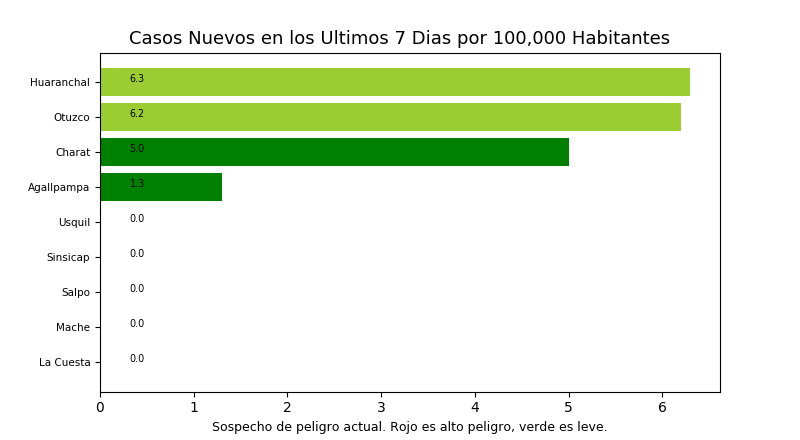 Casos Nuevos en los Ultimos 7 Dias por 100,000 Habitantes
Huaranchal 6.3
Otuzco 6.2
Charat 5.0
Agallpampa 1.3
Usquil 0.0
Sinsicap 0.0
Salpo 0.0
Mache 0.0
La Cuesta 0.0
0 1 2 3 4 5 6
Sospecho de peligro actual. Rojo es alto peligro, verde es leve.